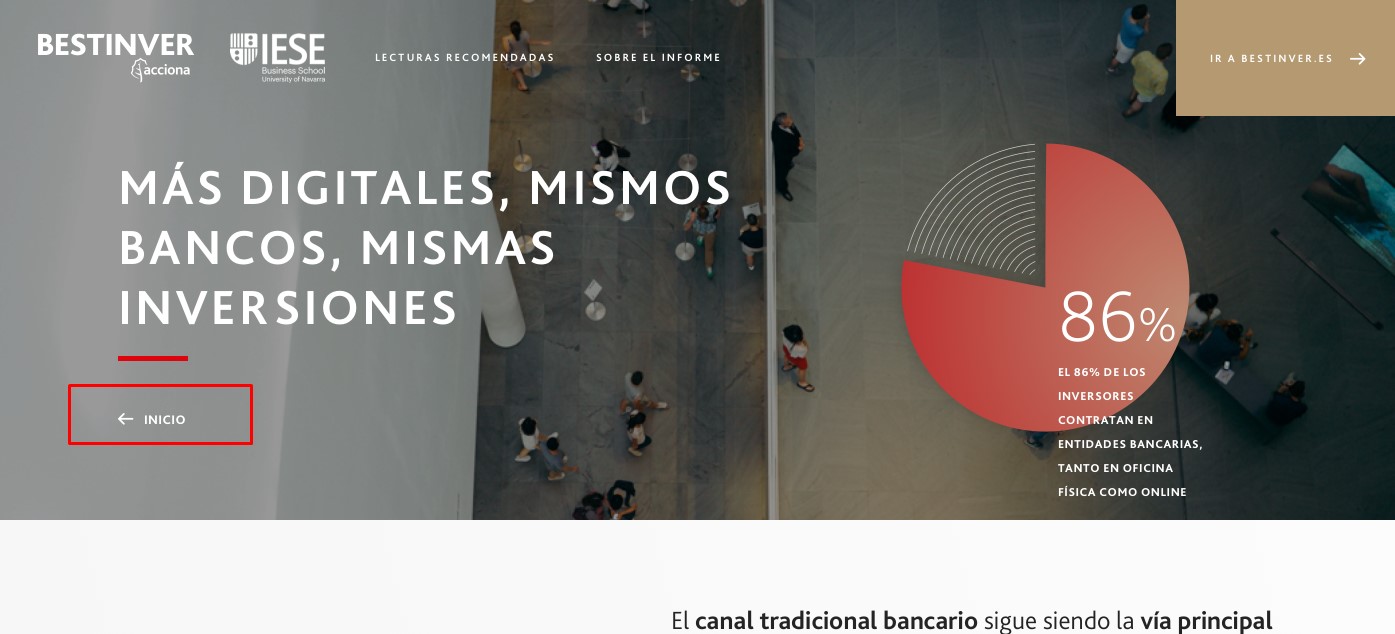 BESTINVER
acciona
IESE
Business School
University of Navarra
LECTURAS RECOMENDADAS
SOBRE EL INFORME
IR A BESTINVER.ES
MÁS DIGITALES, MISMOS
BANCOS, MISMAS
INVERSIONES
INICIO
86%
EL 86% DE LOS
INVERSORES
CONTRATAN EN
ENTIDADES BANCARIAS,
TANTO EN OFICINA
FÍSICA COMO ONLINE
El canal tradicional bancario sigue siendo la vía principal